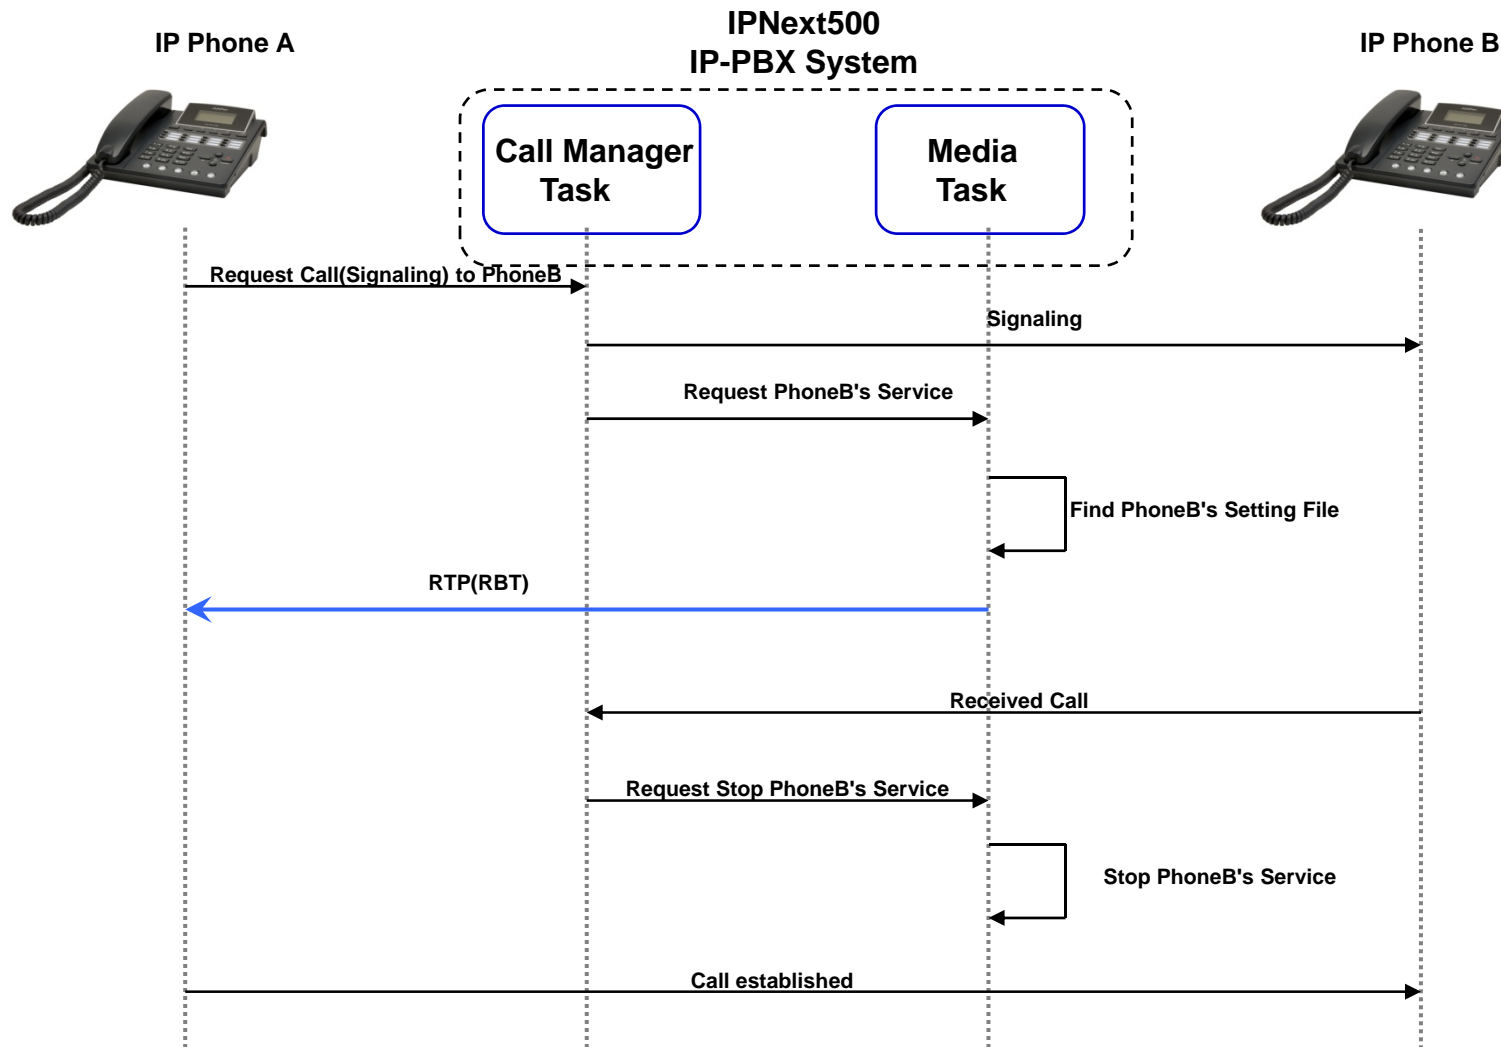 IPNext500
IP-PBX System
IP Phone A
IP Phone B
Call Manager
Task
Media
Task
Request Call(Signaling) to PhoneB
Signaling
Request PhoneB's Service
Find PhoneB's Setting File
RTP(RBT)
Received Call
Request Stop PhoneB's Service
Stop PhoneB's Service
Call established